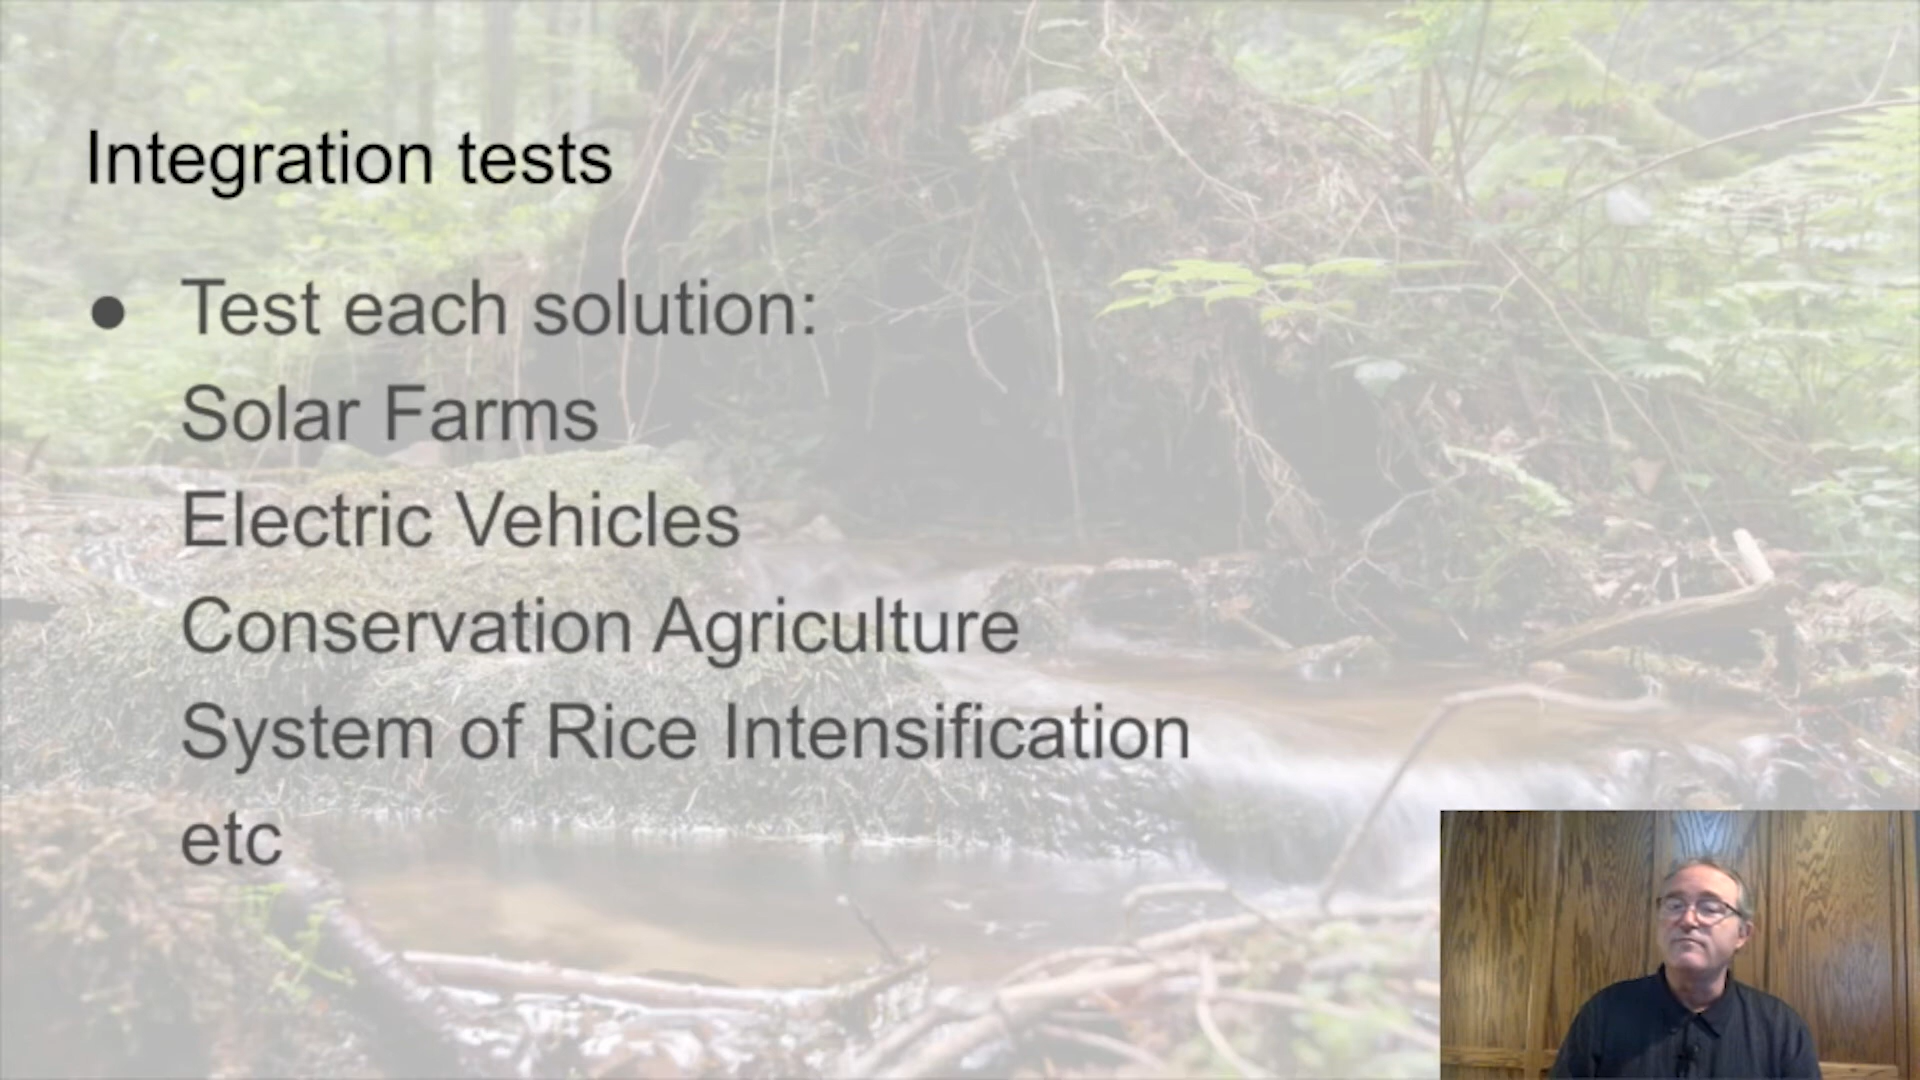 Integration tests
● Test each solution:
Solar Farms
Electric Vehicles
Conservation Agriculture
System of Rice Intensification
etc